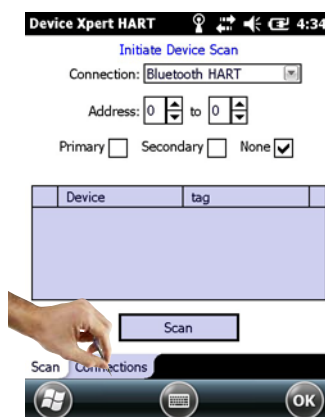 Device Xpert HART 4:34
Initiate Device Scan
Connection: Bluetooth HART
Address: 0 to 0
Primary Secondary None
Device tag
Scan
Scan Connections
OK